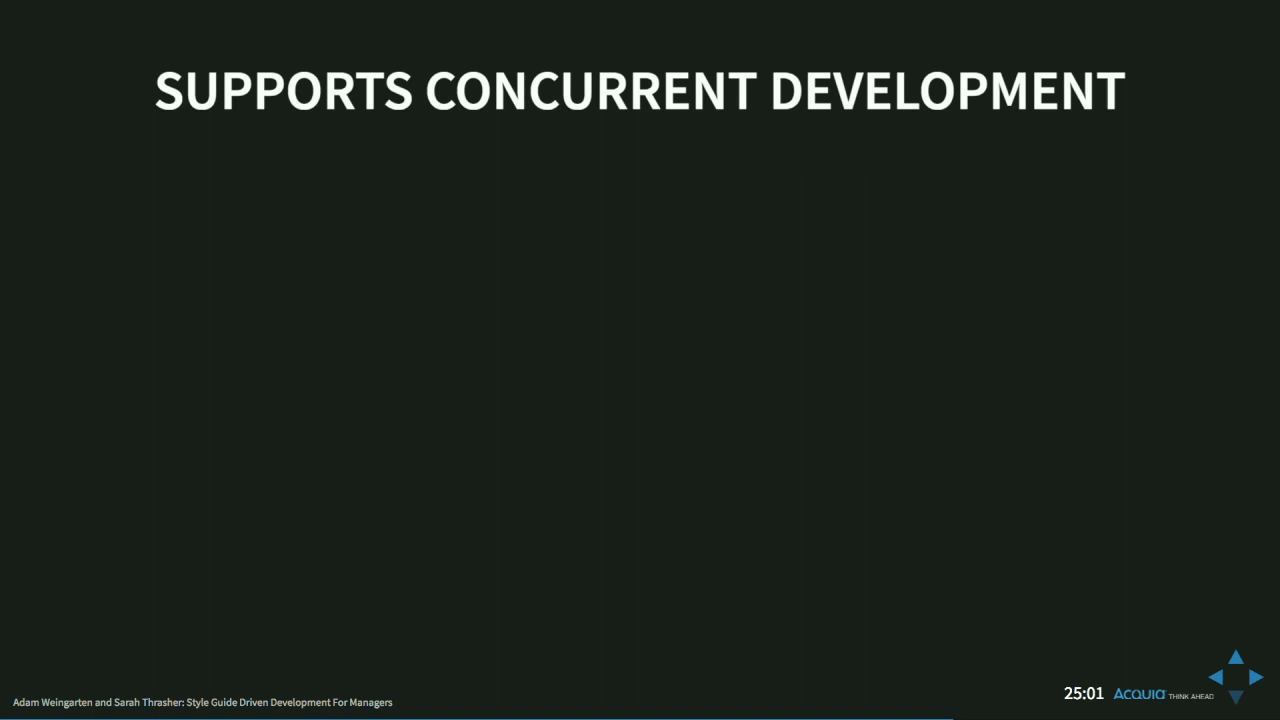 SUPPORTS CONCURRENT DEVELOPMENT
Adam Weingarten and Sarah Thrasher: Style Guide Driven Development For Managers
25:01 Acquia THINK AHEAD